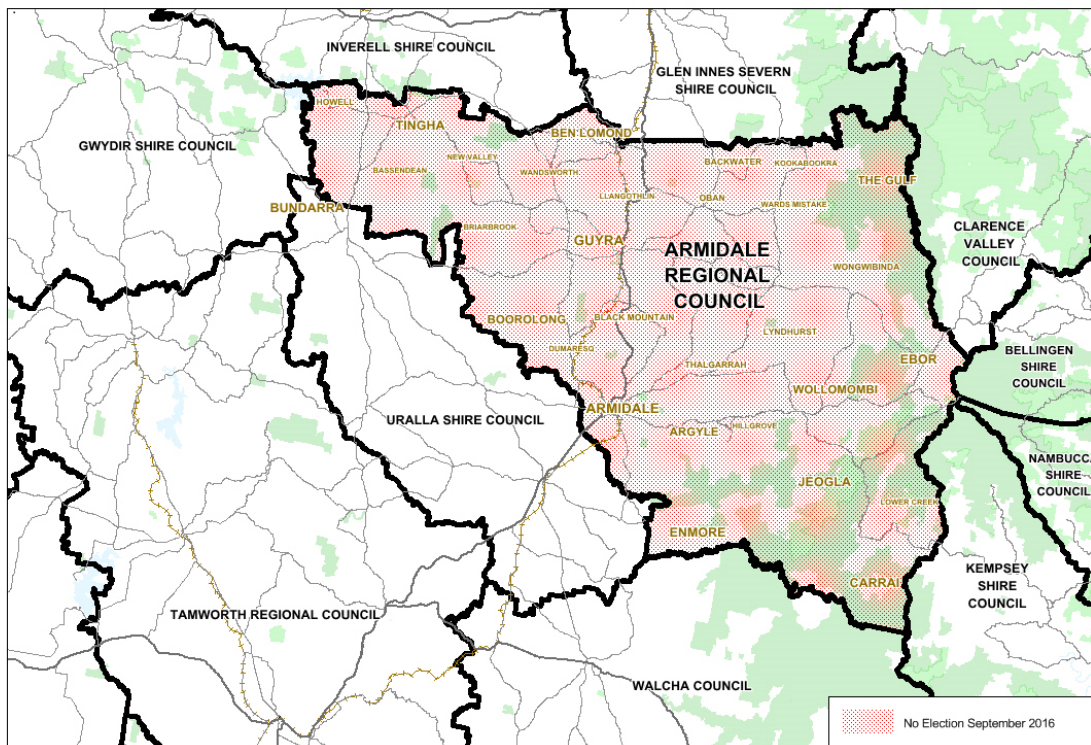 INVERELL SHIRE COUNCIL
GLEN INNES SEVERN
SHIRE COUNCIL
HOWELL
TINGHA
BEN LOMOND
GWYDIR SHIRE COUNCIL
NEW VALLEY
BASSENDEAN
WANDSWORTH
BACKWATER
KOOKABOOKRA
THE GULF
LLANGOTHLIN
OBAN
WARDS MISTAKE
BUNDARRA
BRIARBROOK
GUYRA
ARMIDALE
REGIONAL
COUNCIL
CLARENCE
VALLEY
COUNCIL
WONGWIBINDA
BOOROLONG
BLACK MOUNTAIN
LYNDHURST
DUMARESQ
THALGARRAH
EBOR
BELLINGEN
SHIRE
COUNCIL
WOLLOMOMBI
URALLA SHIRE COUNCIL
ARMIDALE
ARGYLE
HILLGROVE
NAMBUCCA
SHIRE
COUNCIL
JEOGLA
LOWER CREEK
ENMORE
CARRAI
KEMPSEY
SHIRE
COUNCIL
TAMWORTH REGIONAL COUNCIL
WALCHA COUNCIL
No Election September 2016